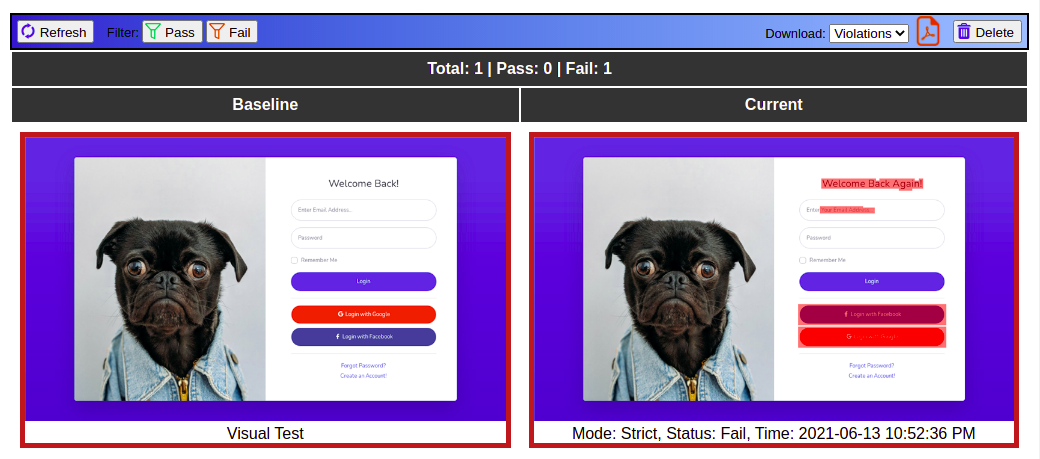 Refresh Filter: Pass Fail Download: Violations Delete
Total: 1 | Pass: 0 | Fail: 1
Baseline Current
Welcome Back!
Enter Email Address...
Password
Remember Me
Login
Login with Google
Login with Facebook
Forgot Password?
Create an Account!
Visual Test
Welcome Back Again!
Enter Your Email Address...
Password
Remember Me
Login
Login with Facebook
Login with Google
Forgot Password?
Create an Account!
Mode: Strict, Status: Fail, Time: 2021-06-13 10:52:36 PM